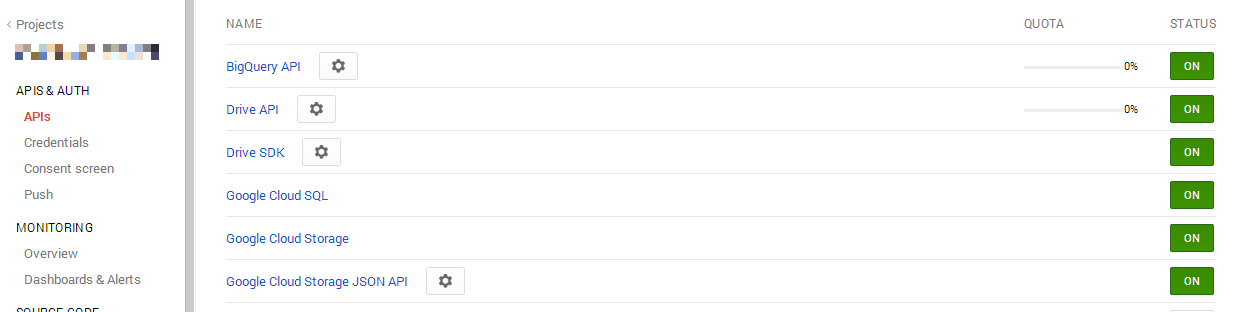 Projects
APIS & AUTH
APIs
Credentials
Consent screen
Push
MONITORING
Overview
Dashboards & Alerts
SOURCE CODE
NAME QUOTA STATUS
BigQuery API 0% ON
Drive API 0% ON
Drive SDK ON
Google Cloud SQL ON
Google Cloud Storage ON
Google Cloud Storage JSON API ON